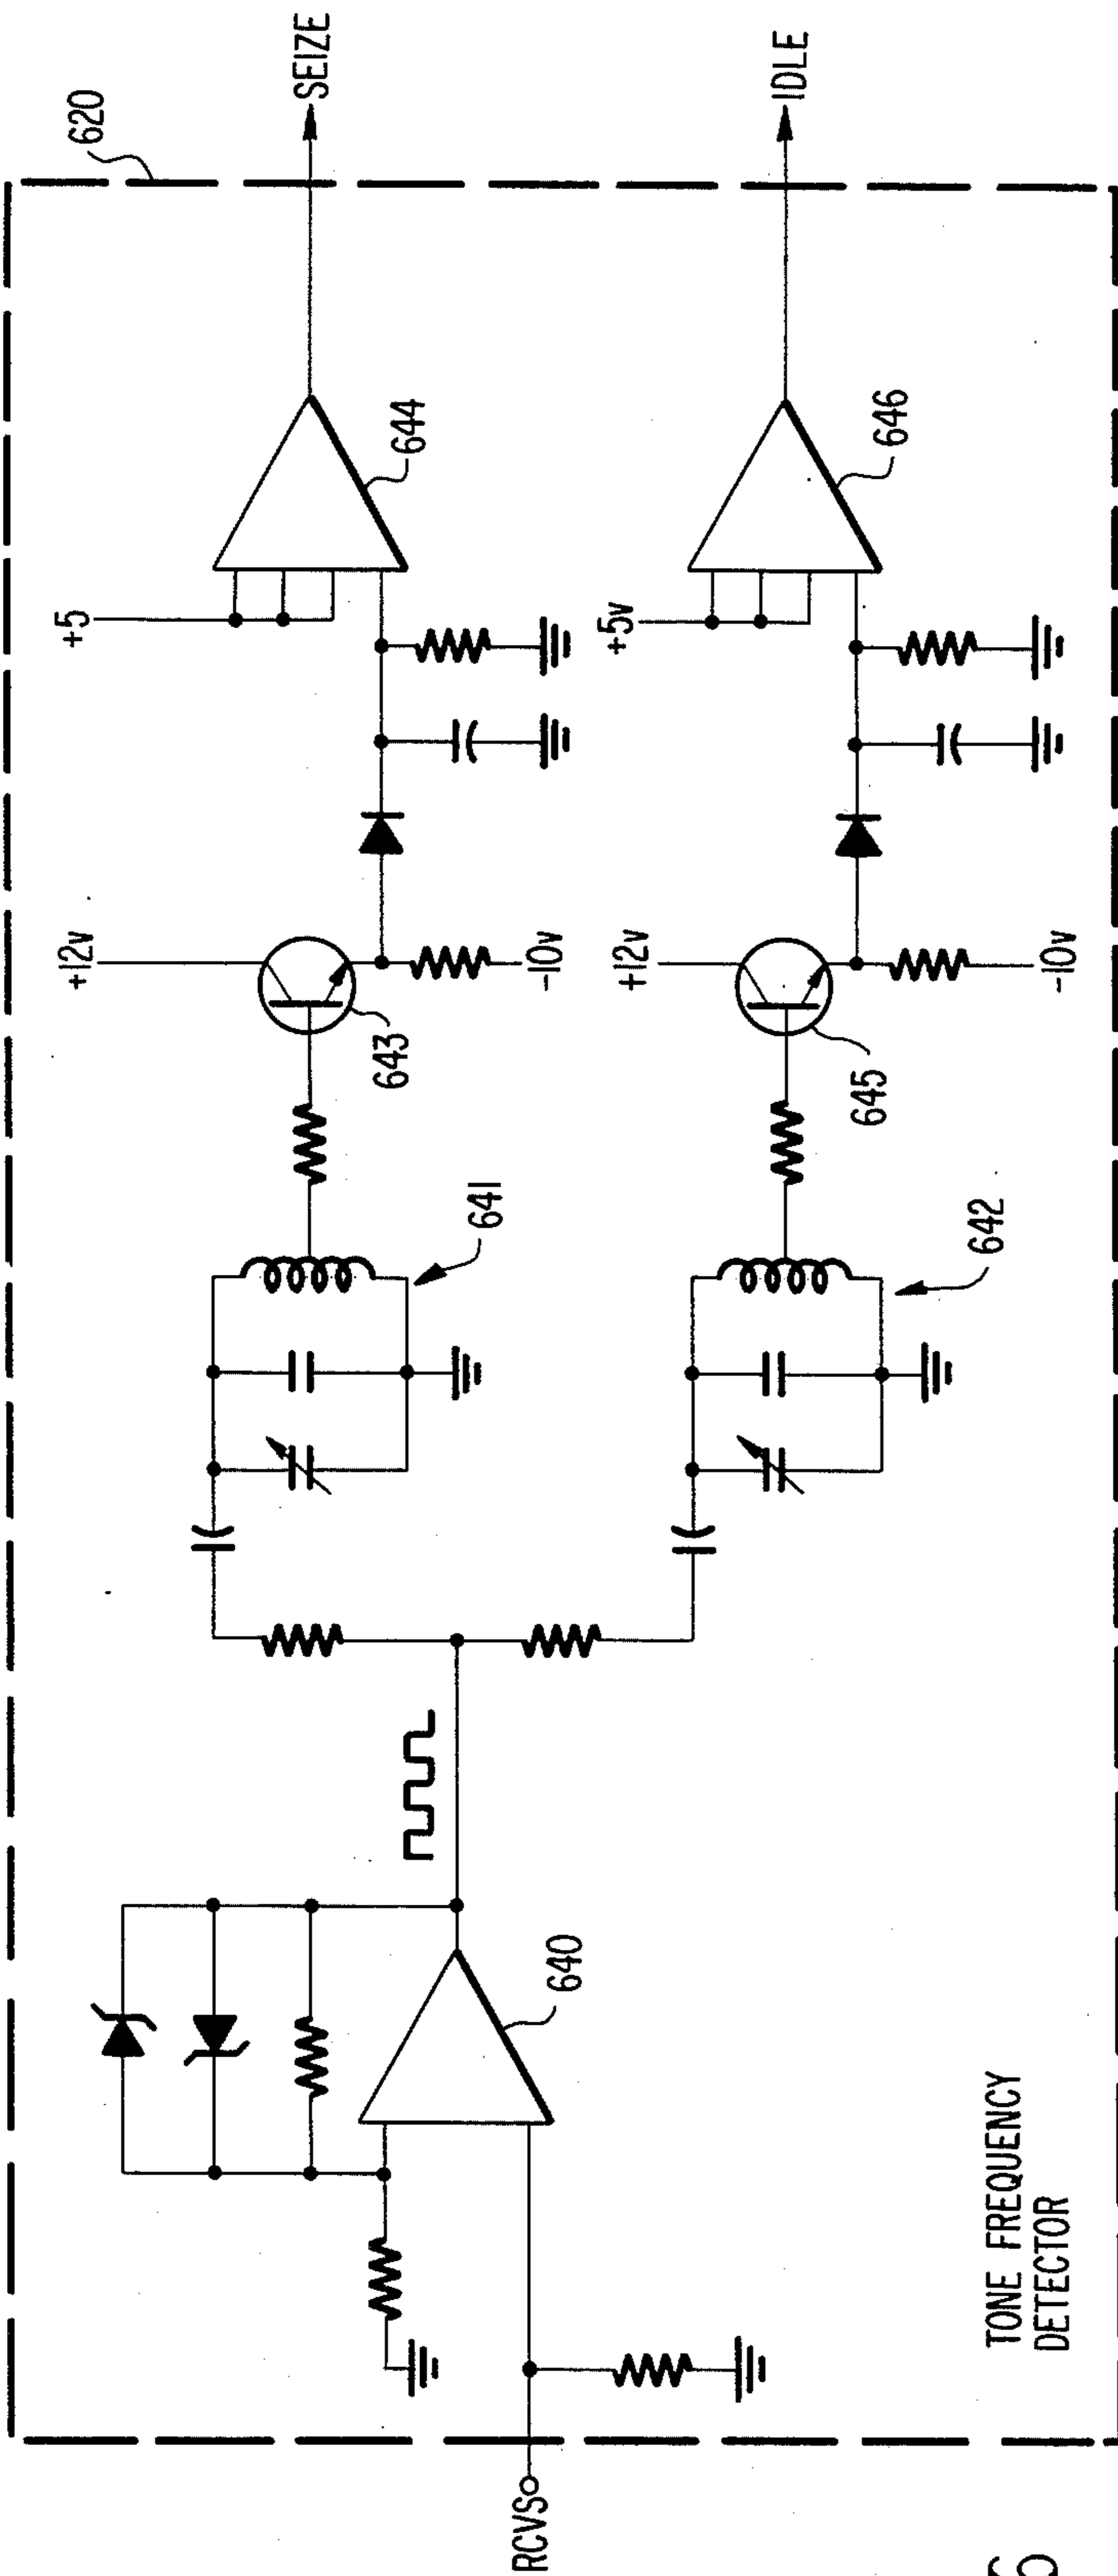 620
SEIZE
IDLE
+5
644
+5v
646
+12v
643
-10v
+12v
645
-10v
641
642
640
RCVS
TONE FREQUENCY
DETECTOR
6